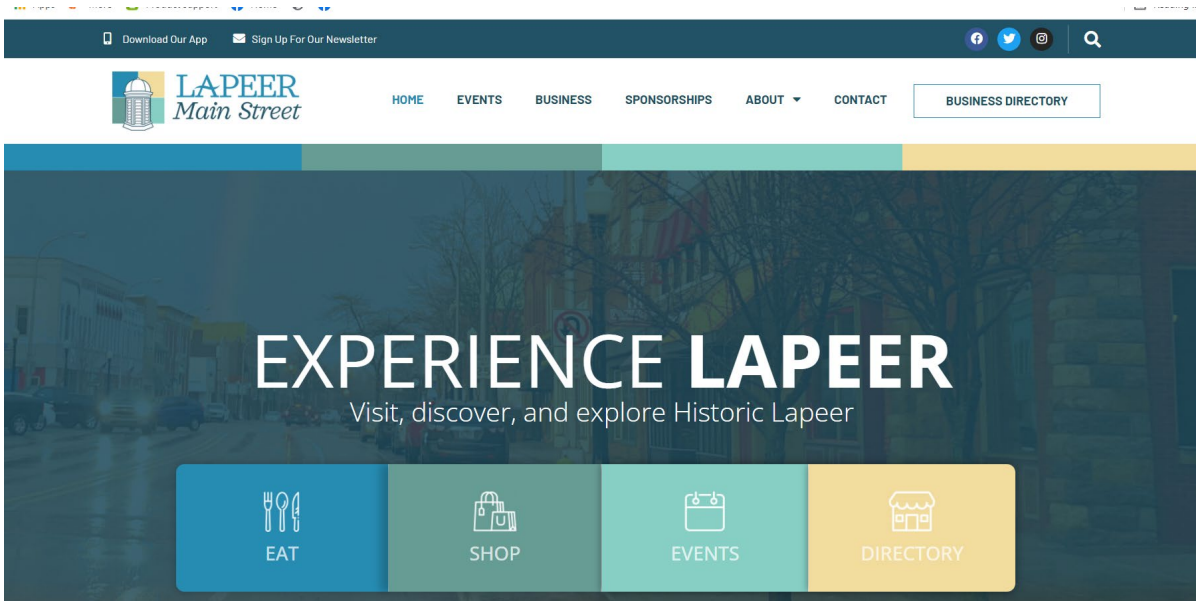 Download Our App
Sign Up For Our Newsletter
LAPEER
Main Street
HOME
EVENTS
BUSINESS
SPONSORSHIPS
ABOUT
CONTACT
BUSINESS DIRECTORY
EXPERIENCE LAPEER
Visit, discover, and explore Historic Lapeer
EAT
SHOP
EVENTS
DIRECTORY